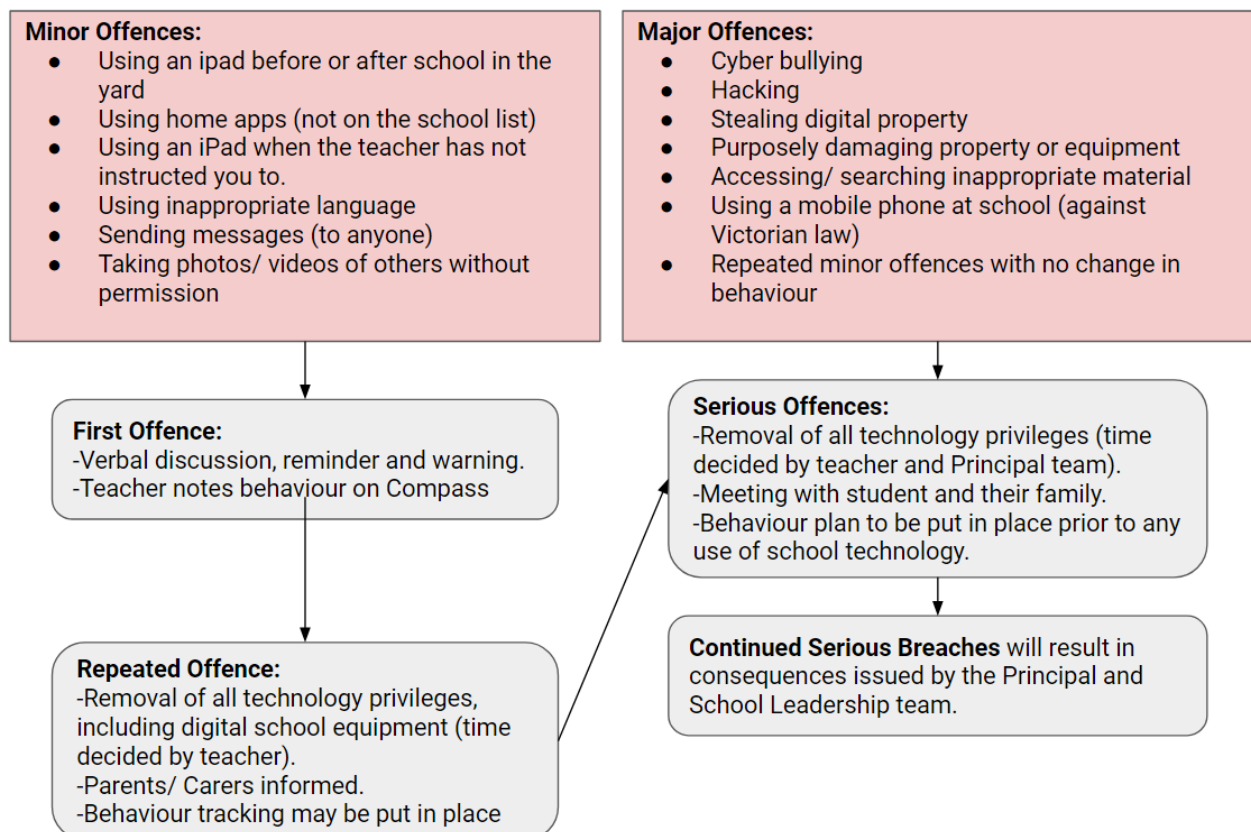 Minor Offences:
● Using an ipad before or after school in the
yard
● Using home apps (not on the school list)
● Using an iPad when the teacher has not
instructed you to.
● Using inappropriate language
● Sending messages (to anyone)
● Taking photos/ videos of others without
permission
Major Offences:
● Cyber bullying
● Hacking
● Stealing digital property
● Purposely damaging property or equipment
● Accessing/ searching inappropriate material
● Using a mobile phone at school (against
Victorian law)
● Repeated minor offences with no change in
behaviour
First Offence:
-Verbal discussion, reminder and warning.
-Teacher notes behaviour on Compass
Repeated Offence:
-Removal of all technology privileges,
including digital school equipment (time
decided by teacher).
-Parents/ Carers informed.
-Behaviour tracking may be put in place
Serious Offences:
-Removal of all technology privileges (time
decided by teacher and Principal team).
-Meeting with student and their family.
-Behaviour plan to be put in place prior to any
use of school technology.
Continued Serious Breaches will result in
consequences issued by the Principal and
School Leadership team.